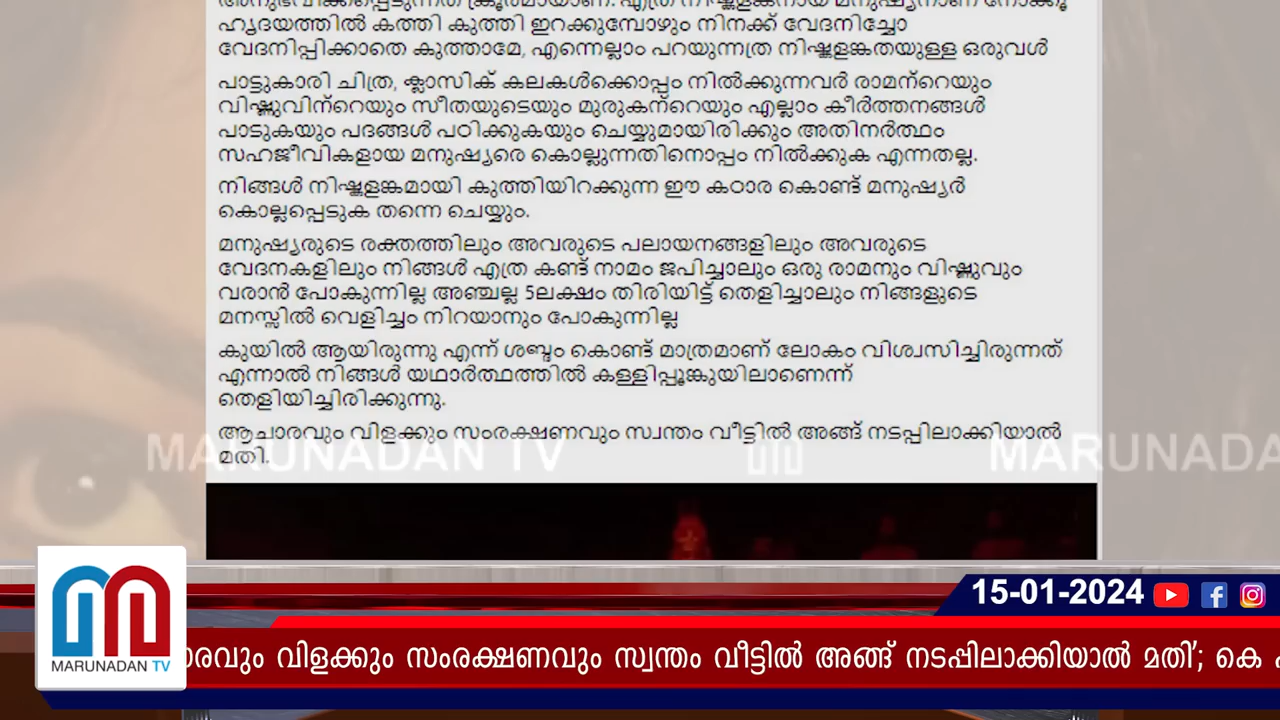 ഹൃദയത്തിൽ കത്തി കുത്തി ഇറക്കുമ്പോഴും നിനക്ക് വേദനിച്ചോ
വേദനിപ്പിക്കാതെ കുത്താമേ, എന്നെല്ലാം പറയുന്നത്ര നിഷ്കളങ്കതയുള്ള ഒരുവൾ
പാട്ടുകാരി ചിത്ര, ക്ലാസിക് കലകൾക്കൊപ്പം നിൽക്കുന്നവർ രാമന്റെയും
വിഷ്ണുവിന്റെയും സീതയുടെയും മുരുകന്റെയും എല്ലാം കീർത്തനങ്ങൾ
പാടുകയും പദങ്ങൾ പഠിക്കുകയും ചെയ്യുമായിരിക്കും അതിനർത്ഥം
സഹജീവികളായ മനുഷ്യരെ കൊല്ലുന്നതിനൊപ്പം നിൽക്കുക എന്നതല്ല.
നിങ്ങൾ നിഷ്കളങ്കമായി കുത്തിയിറക്കുന്ന ഈ കഠാര കൊണ്ട് മനുഷ്യർ
കൊല്ലപ്പെടുക തന്നെ ചെയ്യും.
മനുഷ്യരുടെ രക്തത്തിലും അവരുടെ പലായനങ്ങളിലും അവരുടെ
വേദനകളിലും നിങ്ങൾ എത്ര കണ്ട് നാമം ജപിച്ചാലും ഒരു രാമനും വിഷ്ണുവും
വരാൻ പോകുന്നില്ല അഞ്ചല്ല 5ലക്ഷം തിരിയിട്ട് തെളിച്ചാലും നിങ്ങളുടെ
മനസ്സിൽ വെളിച്ചം നിറയാനും പോകുന്നില്ല
കുയിൽ ആയിരുന്നു എന്ന് ശബ്ദം കൊണ്ട് മാത്രമാണ് ലോകം വിശ്വസിച്ചിരുന്നത്
എന്നാൽ നിങ്ങൾ യഥാർത്ഥത്തിൽ കള്ളിപ്പൂങ്കുയിലാണെന്ന്
തെളിയിച്ചിരിക്കുന്നു.
ആചാരവും വിളക്കും സംരക്ഷണവും സ്വന്തം വീട്ടിൽ അങ്ങ് നടപ്പിലാക്കിയാൽ
മതി.
MARUNADAN TV
MARUNADA
15-01-2024
MARUNADAN TV
ാരവും വിളക്കും സംരക്ഷണവും സ്വന്തം വീട്ടിൽ അങ്ങ് നടപ്പിലാക്കിയാൽ മതി'; കെ